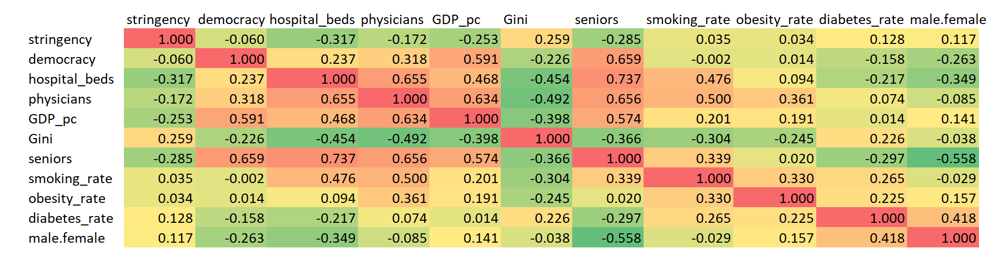 stringency democracy hospital_beds physicians GDP_pc Gini seniors smoking_rate obesity_rate diabetes_rate male.female
stringency 1.000 -0.060 -0.317 -0.172 -0.253 0.259 -0.285 0.035 0.034 0.128 0.117
democracy -0.060 1.000 0.237 0.318 0.591 -0.226 0.659 -0.002 0.014 -0.158 -0.263
hospital_beds -0.317 0.237 1.000 0.655 0.468 -0.454 0.737 0.476 0.094 -0.217 -0.349
physicians -0.172 0.318 0.655 1.000 0.634 -0.492 0.656 0.500 0.361 0.074 -0.085
GDP_pc -0.253 0.591 0.468 0.634 1.000 -0.398 0.574 0.201 0.191 0.014 0.141
Gini 0.259 -0.226 -0.454 -0.492 -0.398 1.000 -0.366 -0.304 -0.245 0.226 -0.038
seniors -0.285 0.659 0.737 0.656 0.574 -0.366 1.000 0.339 0.020 -0.297 -0.558
smoking_rate 0.035 -0.002 0.476 0.500 0.201 -0.304 0.339 1.000 0.330 0.265 -0.029
obesity_rate 0.034 0.014 0.094 0.361 0.191 -0.245 0.020 0.330 1.000 0.225 0.157
diabetes_rate 0.128 -0.158 -0.217 0.074 0.014 0.226 -0.297 0.265 0.225 1.000 0.418
male.female 0.117 -0.263 -0.349 -0.085 0.141 -0.038 -0.558 -0.029 0.157 0.418 1.000